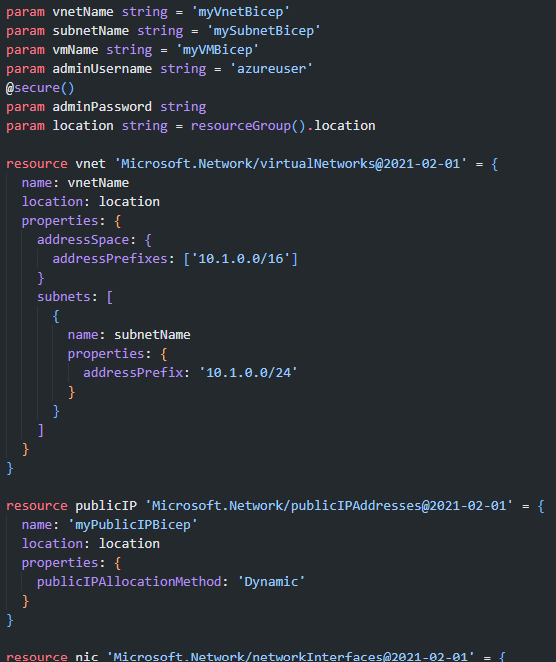 param vnetName string = 'myVnetBicep'
param subnetName string = 'mySubnetBicep'
param vmName string = 'myVMBicep'
param adminUsername string = 'azureuser'
@secure()
param adminPassword string
param location string = resourceGroup().location

resource vnet 'Microsoft.Network/virtualNetworks@2021-02-01' = {
  name: vnetName
  location: location
  properties: {
    addressSpace: {
      addressPrefixes: ['10.1.0.0/16']
    }
    subnets: [
      {
        name: subnetName
        properties: {
          addressPrefix: '10.1.0.0/24'
        }
      }
    ]
  }
}

resource publicIP 'Microsoft.Network/publicIPAddresses@2021-02-01' = {
  name: 'myPublicIPBicep'
  location: location
  properties: {
    publicIPAllocationMethod: 'Dynamic'
  }
}

resource nic 'Microsoft.Network/networkInterfaces@2021-02-01' = {